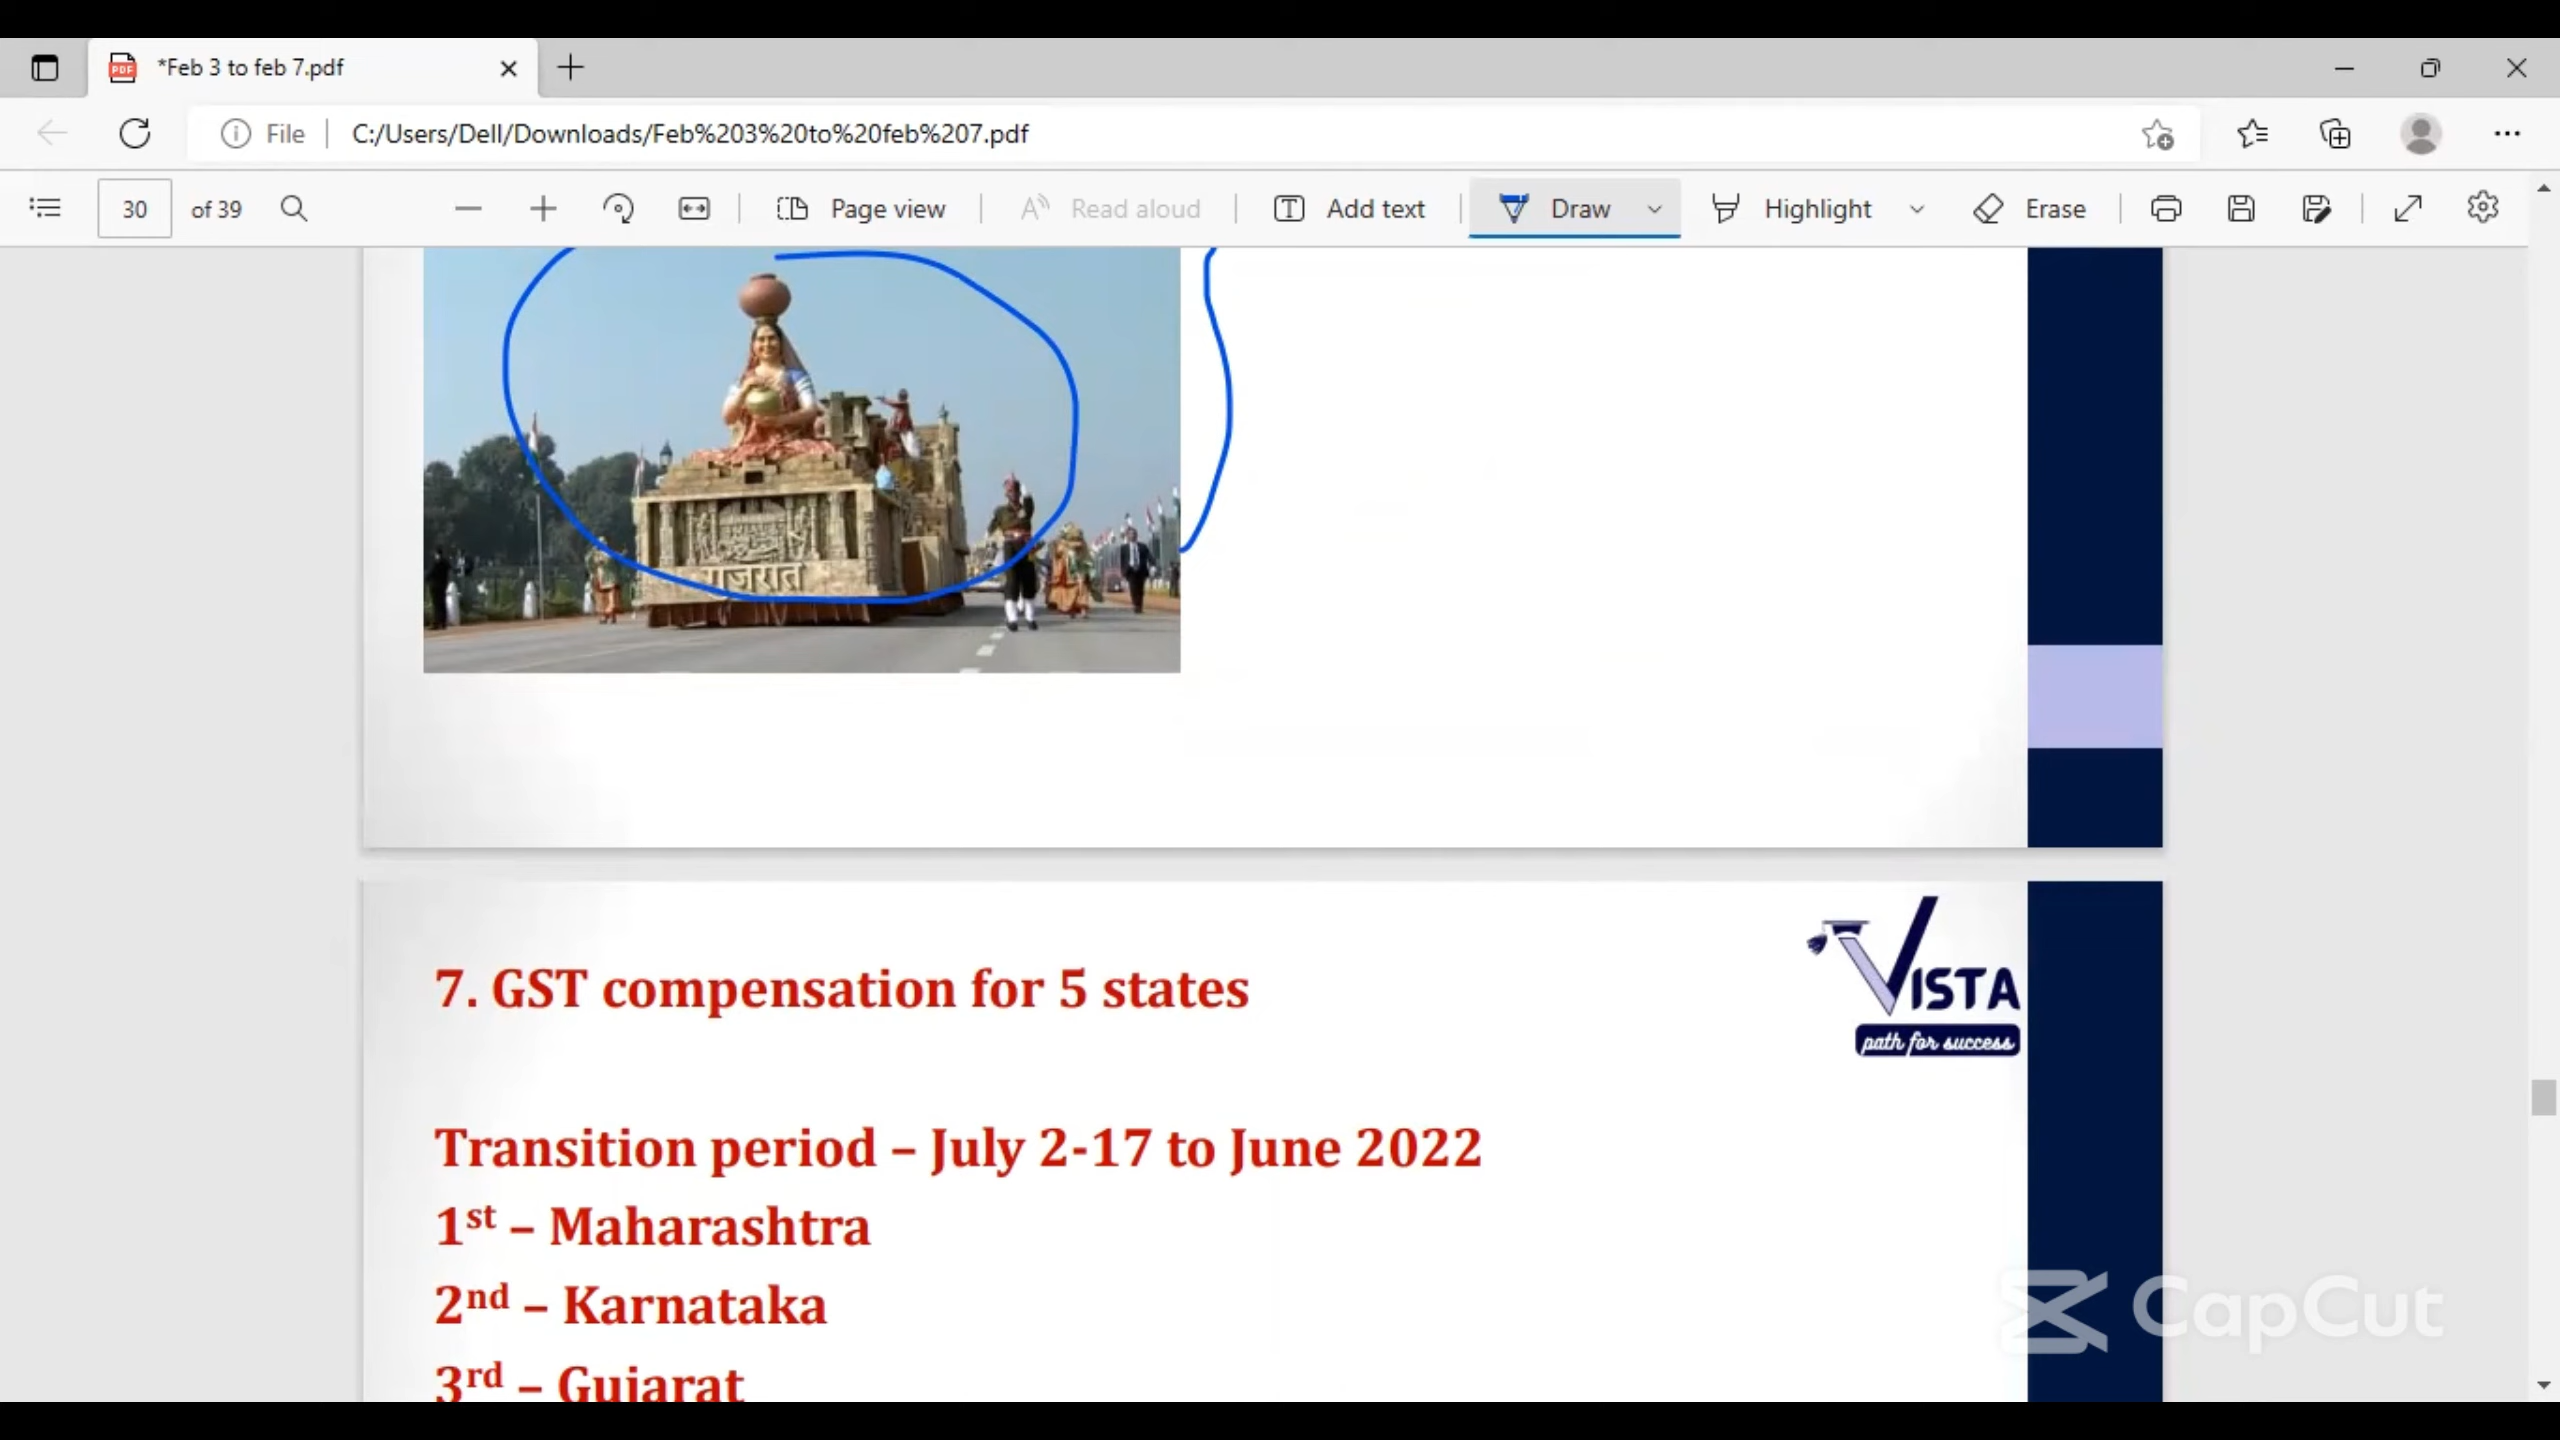 *Feb 3 to feb 7.pdf
File
C:/Users/Dell/Downloads/Feb%203%20to%20feb%207.pdf
30 of 39
Page view
Read aloud
Add text
Draw
Highlight
Erase
गुजरात
VISTA
path for success
7. GST compensation for 5 states
Transition period – July 2-17 to June 2022
1st – Maharashtra
2nd – Karnataka
3rd – Gujarat
CapCut